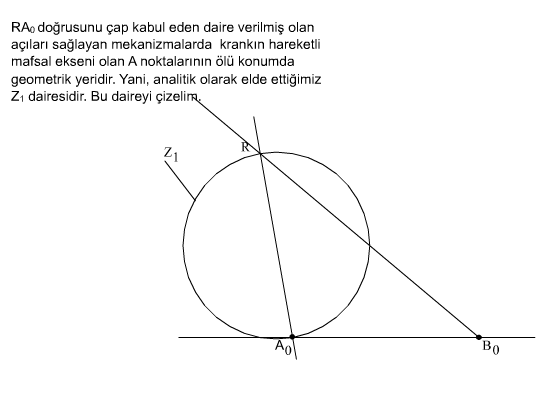 RA₀ doğrusunu çap kabul eden daire verilmiş olan
açıları sağlayan mekanizmalarda krankın hareketli
mafsal ekseni olan A noktalarının ölü konumda
geometrik yeridir. Yani, analitik olarak elde ettiğimiz
Z₁ dairesidir. Bu daireyi çizelim.
R
Z₁
A₀
B₀